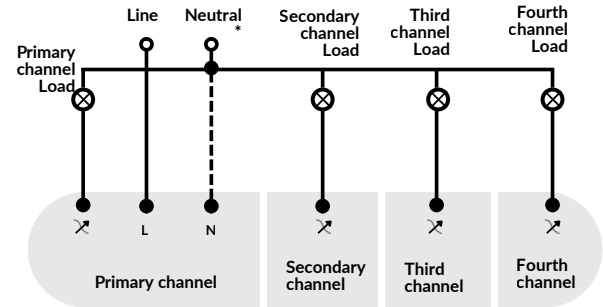 Line
Neutral
*
Primary
channel
Load
Secondary
channel
Load
Third
channel
Load
Fourth
channel
Load
L
N
Primary channel
Secondary
channel
Third
channel
Fourth
channel